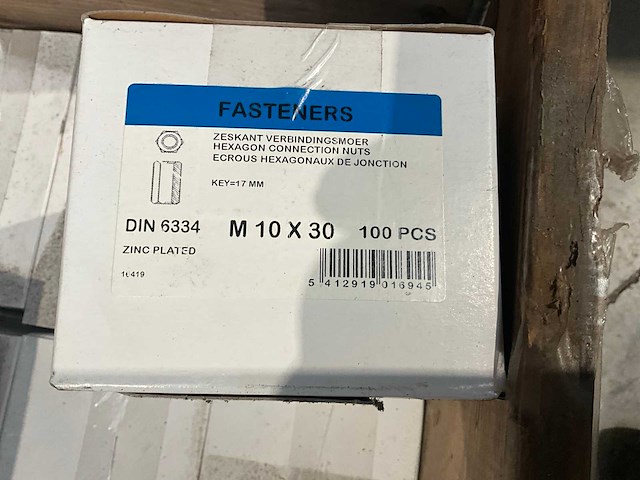 FASTENERS
ZESKANT VERBINDINGSMOER
HEXAGON CONNECTION NUTS
ECROUS HEXAGONAUX DE JONCTION
KEY=17 MM
DIN 6334 M 10 X 30 100 PCS
ZINC PLATED
5 412919 016945